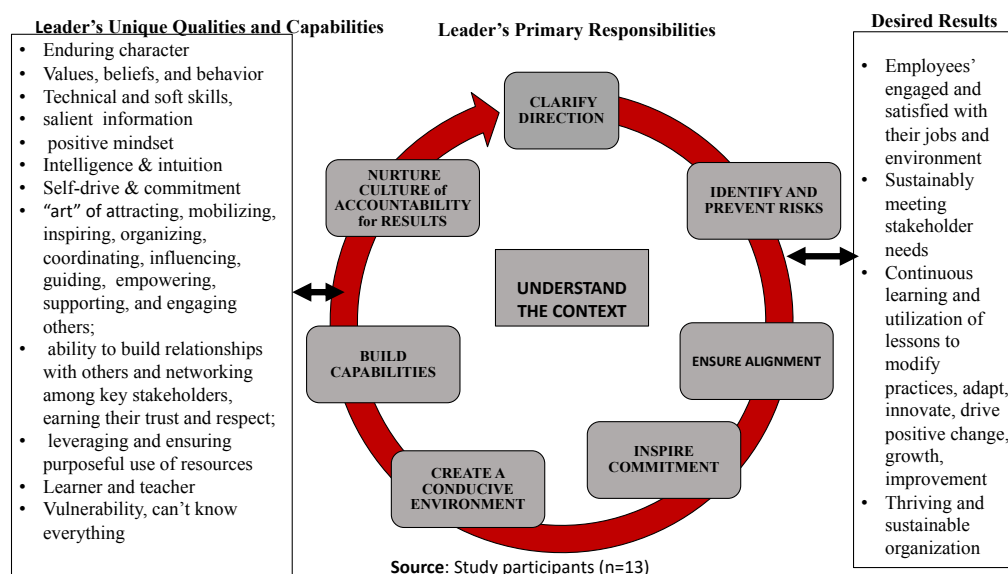 Leader's Unique Qualities and Capabilities
• Enduring character
• Values, beliefs, and behavior
• Technical and soft skills,
• salient information
• positive mindset
• Intelligence & intuition
• Self-drive & commitment
• "art" of attracting, mobilizing,
inspiring, organizing,
coordinating, influencing,
guiding, empowering,
supporting, and engaging
others;
• ability to build relationships
with others and networking
among key stakeholders,
earning their trust and respect;
• leveraging and ensuring
purposeful use of resources
• Learner and teacher
• Vulnerability, can't know
everything
Leader's Primary Responsibilities
CLARIFY
DIRECTION
IDENTIFY AND
PREVENT RISKS
ENSURE ALIGNMENT
INSPIRE
COMMITMENT
CREATE A
CONDUCIVE
ENVIRONMENT
BUILD
CAPABILITIES
NURTURE
CULTURE of
ACCOUNTABILITY
for RESULTS
UNDERSTAND
THE CONTEXT
Desired Results
• Employees'
engaged and
satisfied with
their jobs and
environment
• Sustainably
meeting
stakeholder
needs
• Continuous
learning and
utilization of
lessons to
modify
practices, adapt,
innovate, drive
positive change,
growth,
improvement
• Thriving and
sustainable
organization
Source: Study participants (n=13)